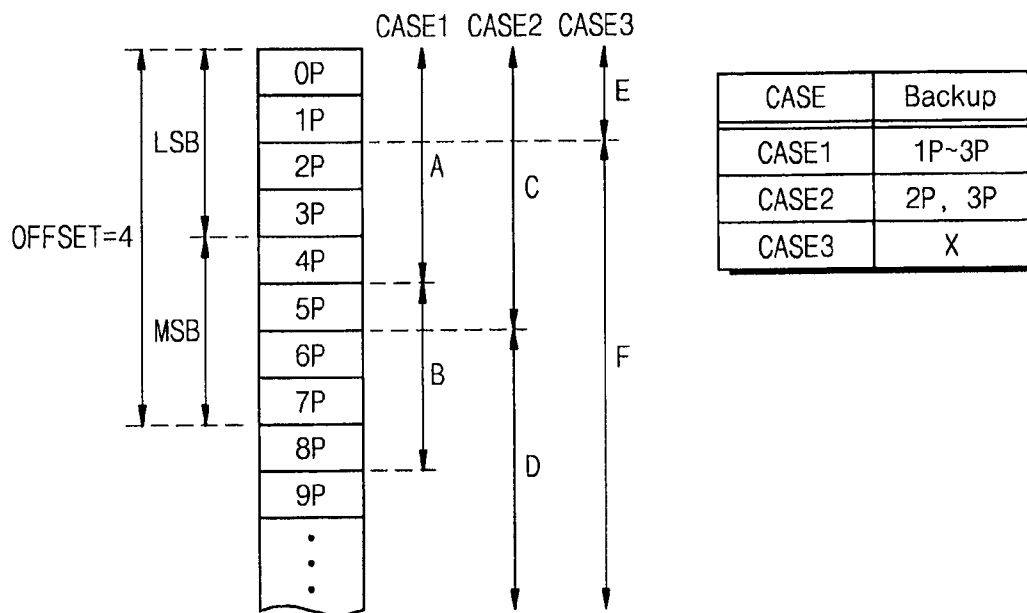 CASE1 CASE2 CASE3
0P
1P
2P
3P
4P
5P
6P
7P
8P
9P
LSB
MSB
OFFSET=4
A
B
C
D
E
F
CASE Backup
CASE1 1P~3P
CASE2 2P, 3P
CASE3 X